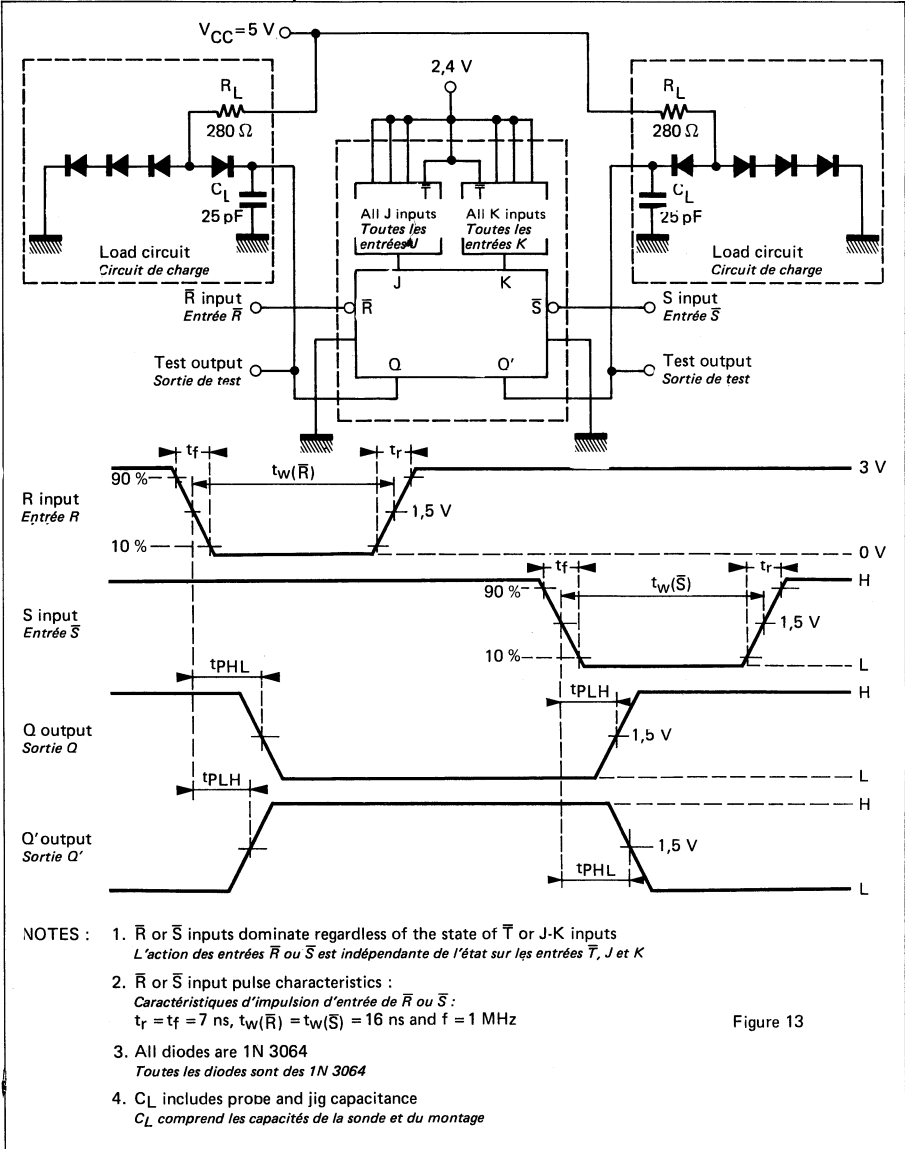 V_CC=5 V
2,4 V
R_L
280 Ω
R_L
280 Ω
C_L
25 pF
C_L
25 pF
All J inputs
Toutes les
entrées J
All K inputs
Toutes les
entrées K
Load circuit
Circuit de charge
Load circuit
Circuit de charge
J
K
R̅ input
Entrée R̅
R̅
S̅
S input
Entrée S̅
Test output
Sortie de test
Q
Q'
Test output
Sortie de test
tf
tw(R̅)
tr
3 V
90 %
R input
Entrée R
1,5 V
10 %
0 V
tf
tw(S̅)
tr
H
90 %
S input
Entrée S̅
1,5 V
10 %
L
tPHL
tPLH
H
Q output
Sortie Q
1,5 V
L
tPLH
H
Q' output
Sortie Q'
1,5 V
tPHL
L
NOTES : 1. R̅ or S̅ inputs dominate regardless of the state of T̅ or J-K inputs
L'action des entrées R̅ ou S̅ est indépendante de l'état sur les entrées T̅, J et K
2. R̅ or S̅ input pulse characteristics :
Caractéristiques d'impulsion d'entrée de R̅ ou S̅ :
tr = tf = 7 ns, tw(R̅) = tw(S̅) = 16 ns and f = 1 MHz
Figure 13
3. All diodes are 1N 3064
Toutes les diodes sont des 1N 3064
4. C_L includes probe and jig capacitance
C_L comprend les capacités de la sonde et du montage